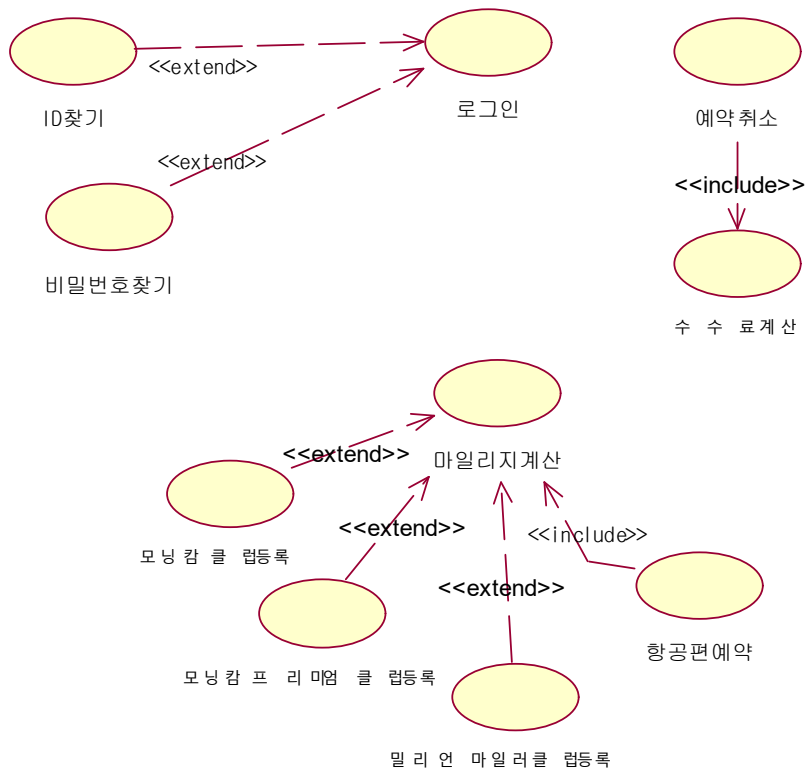 <<extend>>
ID찾기
로그인
예약취소
<<extend>>
<<include>>
비밀번호찾기
수 수 료계산
<<extend>>
마일리지계산
모닝캄 클 럽등록
<<extend>>
<<include>>
<<extend>>
항공편예약
모닝캄 프 리미엄 클 럽등록
밀리언 마일러클 럽등록